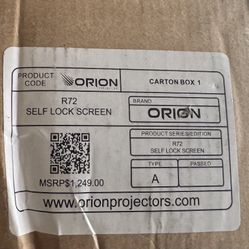 PRODUCT CODE
ORION
CARTON BOX 1
R72
SELF LOCK SCREEN
BRAND
ORION
PRODUCT SERIES/EDITION
R72
SELF LOCK SCREEN
TYPE
PASSED
A
MSRP$1,249.00
www.orionprojectors.com